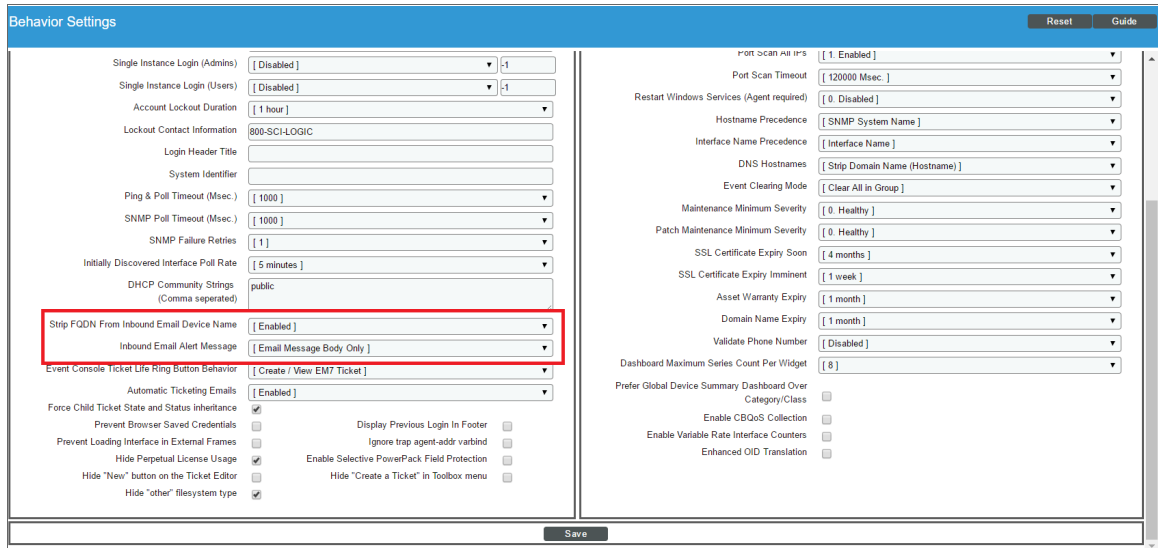 Behavior Settings
Reset
Guide
Single Instance Login (Admins) [ Disabled ] -1
Single Instance Login (Users) [ Disabled ] -1
Account Lockout Duration [ 1 hour ]
Lockout Contact Information 800-SCI-LOGIC
Login Header Title
System Identifier
Ping & Poll Timeout (Msec.) [ 1000 ]
SNMP Poll Timeout (Msec.) [ 1000 ]
SNMP Failure Retries [ 1 ]
Initially Discovered Interface Poll Rate [ 5 minutes ]
DHCP Community Strings public
(Comma seperated)
Strip FQDN From Inbound Email Device Name [ Enabled ]
Inbound Email Alert Message [ Email Message Body Only ]
Event Console Ticket Life Ring Button Behavior [ Create / View EM7 Ticket ]
Automatic Ticketing Emails [ Enabled ]
Force Child Ticket State and Status inheritance
Prevent Browser Saved Credentials Display Previous Login In Footer
Prevent Loading Interface in External Frames Ignore trap agent-addr varbind
Hide Perpetual License Usage Enable Selective PowerPack Field Protection
Hide "New" button on the Ticket Editor Hide "Create a Ticket" in Toolbox menu
Hide "other" filesystem type
Port Scan All IPs [ 1. Enabled ]
Port Scan Timeout [ 120000 Msec. ]
Restart Windows Services (Agent required) [ 0. Disabled ]
Hostname Precedence [ SNMP System Name ]
Interface Name Precedence [ Interface Name ]
DNS Hostnames [ Strip Domain Name (Hostname) ]
Event Clearing Mode [ Clear All in Group ]
Maintenance Minimum Severity [ 0. Healthy ]
Patch Maintenance Minimum Severity [ 0. Healthy ]
SSL Certificate Expiry Soon [ 4 months ]
SSL Certificate Expiry Imminent [ 1 week ]
Asset Warranty Expiry [ 1 month ]
Domain Name Expiry [ 1 month ]
Validate Phone Number [ Disabled ]
Dashboard Maximum Series Count Per Widget [ 8 ]
Prefer Global Device Summary Dashboard Over
Category/Class
Enable CBQoS Collection
Enable Variable Rate Interface Counters
Enhanced OID Translation
Save